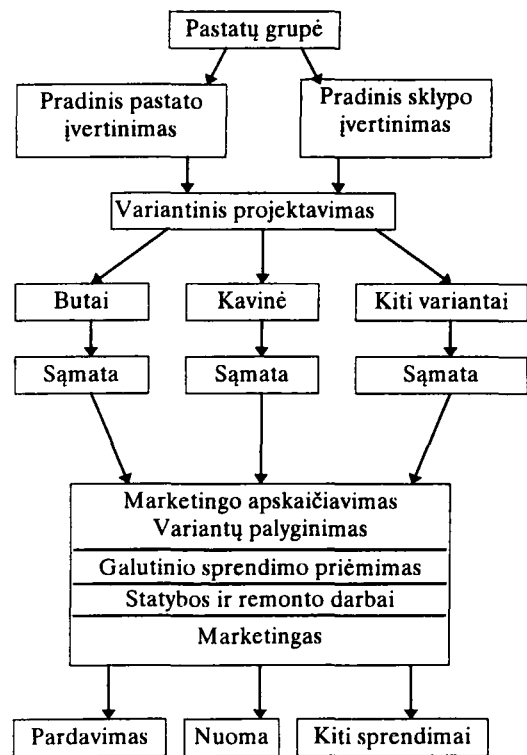 Pastatų grupė
Pradinis pastato
įvertinimas
Pradinis sklypo
įvertinimas
Variantinis projektavimas
Butai
Kavinė
Kiti variantai
Sąmata
Sąmata
Sąmata
Marketingo apskaičiavimas
Variantų palyginimas
Galutinio sprendimo priėmimas
Statybos ir remonto darbai
Marketingas
Pardavimas
Nuoma
Kiti sprendimai